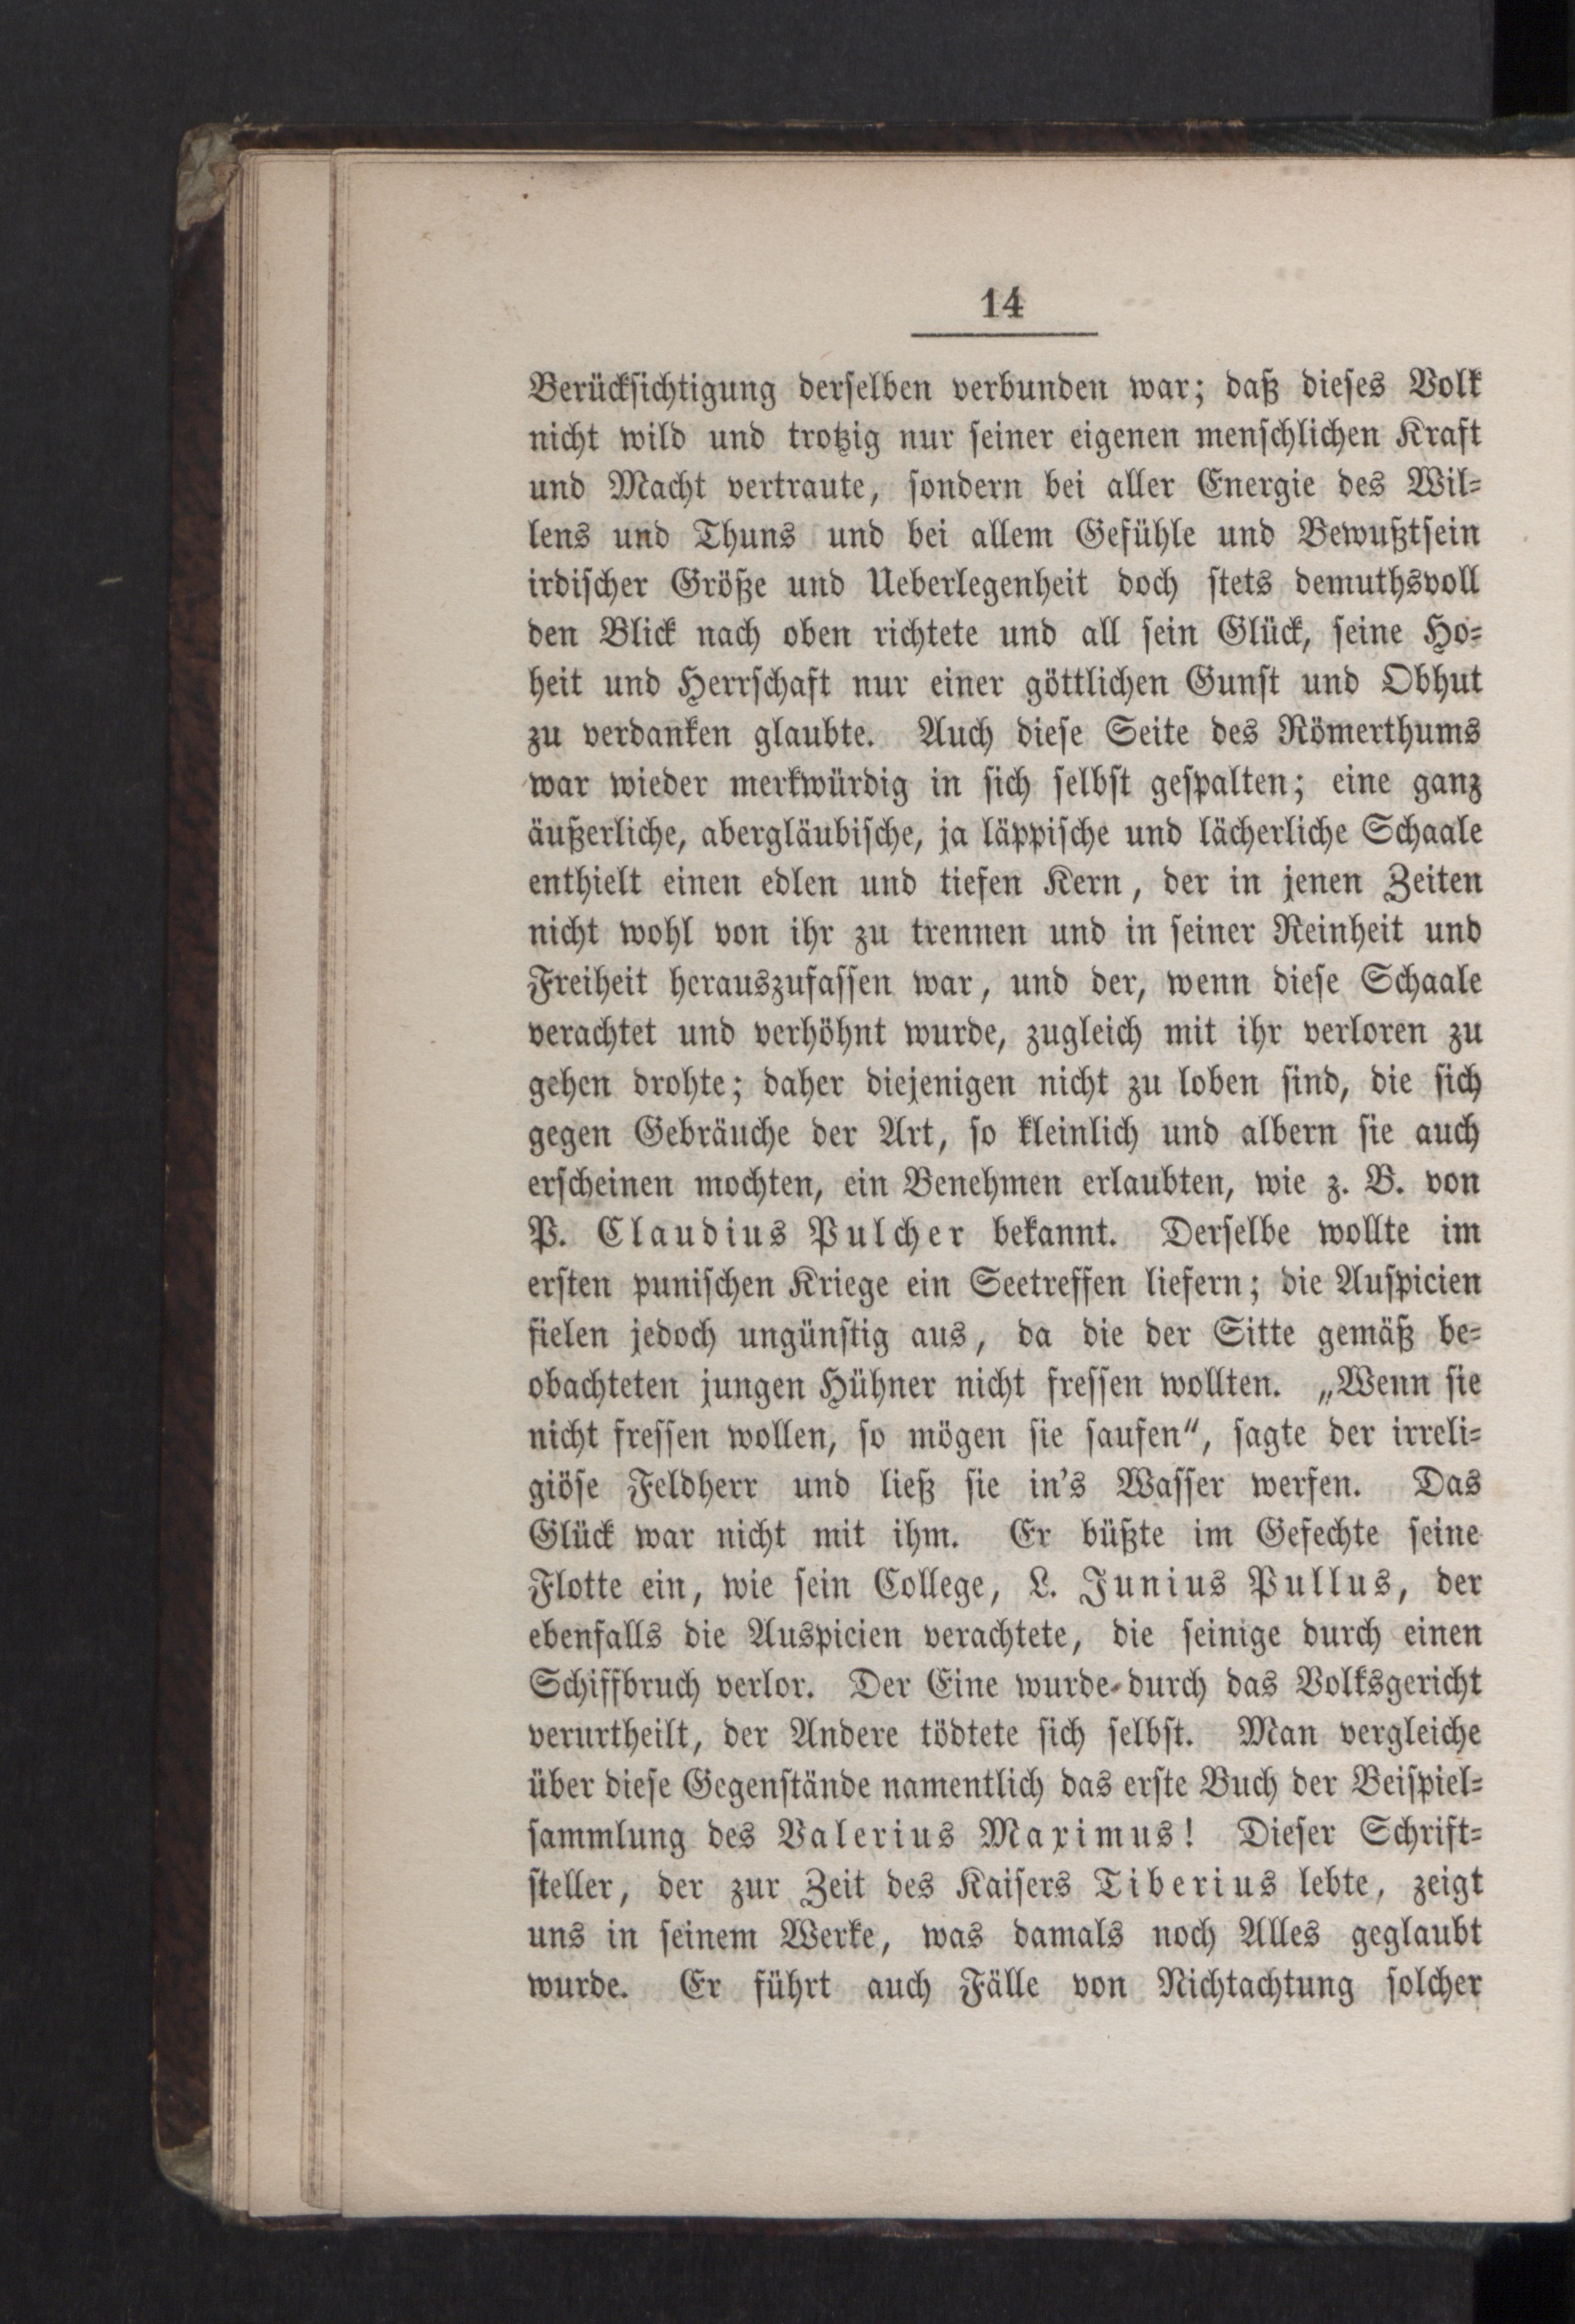 14
Berücksichtigung derselben verbunden war; daß dieses Volk
nicht wild und trotzig nur seiner eigenen menschlichen Kraft
und Macht vertraute, sondern bei aller Energie des Wil-
lens und Thuns und bei allem Gefühle und Bewußtsein
irdischer Größe und Ueberlegenheit doch stets demuthsvoll
den Blick nach oben richtete und all sein Glück, seine Ho-
heit und Herrschaft nur einer göttlichen Gunst und Obhut
zu verdanken glaubte. Auch diese Seite des Römerthums
war wieder merkwürdig in sich selbst gespalten; eine ganz
äußerliche, abergläubische, ja läppische und lächerliche Schaale
enthielt einen edlen und tiefen Kern, der in jenen Zeiten
nicht wohl von ihr zu trennen und in seiner Reinheit und
Freiheit herauszufassen war, und der, wenn diese Schaale
verachtet und verhöhnt wurde, zugleich mit ihr verloren zu
gehen drohte; daher diejenigen nicht zu loben sind, die sich
gegen Gebräuche der Art, so kleinlich und albern sie auch
erscheinen mochten, ein Benehmen erlaubten, wie z. B. von
P. Claudius Pulcher bekannt. Derselbe wollte im
ersten punischen Kriege ein Seetreffen liefern; die Auspicien
fielen jedoch ungünstig aus, da die der Sitte gemäß be-
obachteten jungen Hühner nicht fressen wollten. „Wenn sie
nicht fressen wollen, so mögen sie saufen“, sagte der irreli-
giöse Feldherr und ließ sie in's Wasser werfen. Das
Glück war nicht mit ihm. Er büßte im Gefechte seine
Flotte ein, wie sein College, L. Junius Pullus, der
ebenfalls die Auspicien verachtete, die seinige durch einen
Schiffbruch verlor. Der Eine wurde durch das Volksgericht
verurtheilt, der Andere tödtete sich selbst. Man vergleiche
über diese Gegenstände namentlich das erste Buch der Beispiel-
sammlung des Valerius Maximus! Dieser Schrift-
steller, der zur Zeit des Kaisers Tiberius lebte, zeigt
uns in seinem Werke, was damals noch Alles geglaubt
wurde. Er führt auch Fälle von Nichtachtung solcher